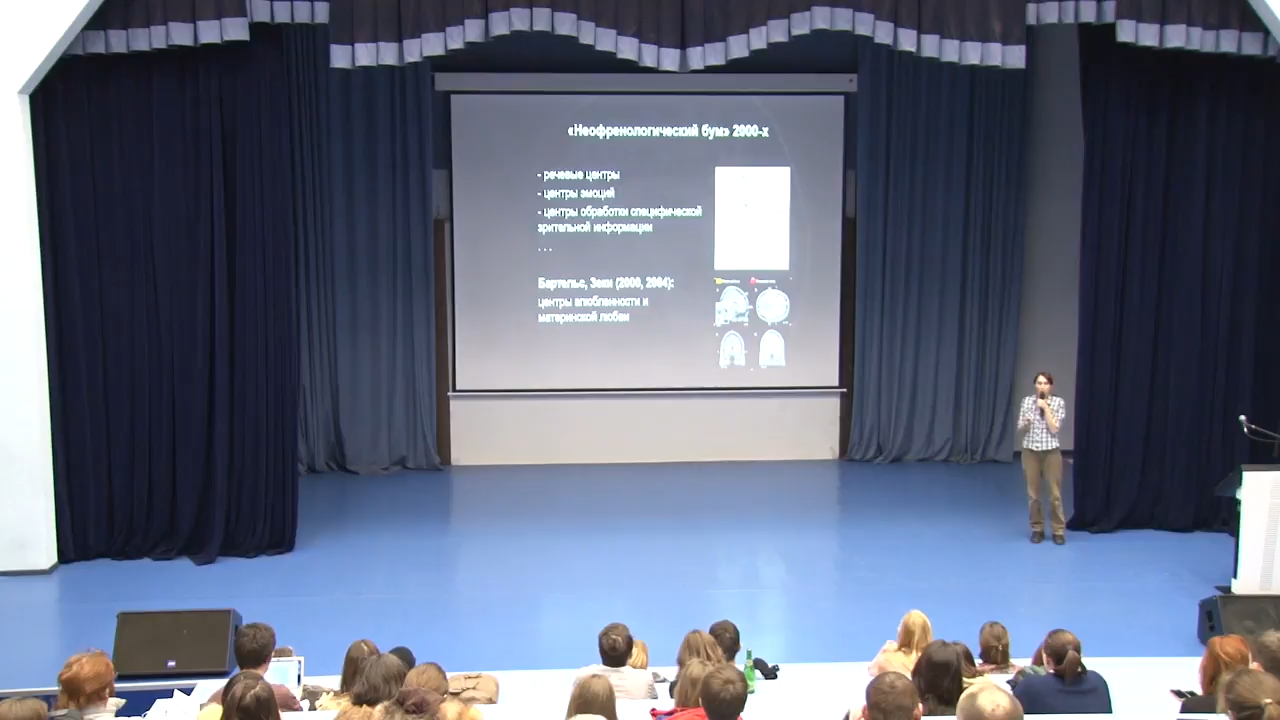 «Неофренологический бум» 2000-х
- речевые центры
- центры эмоций
- центры обработки специфической
зрительной информации
. . .
Бартельс, Зеки (2000, 2004):
центры влюбленности и
материнской любви